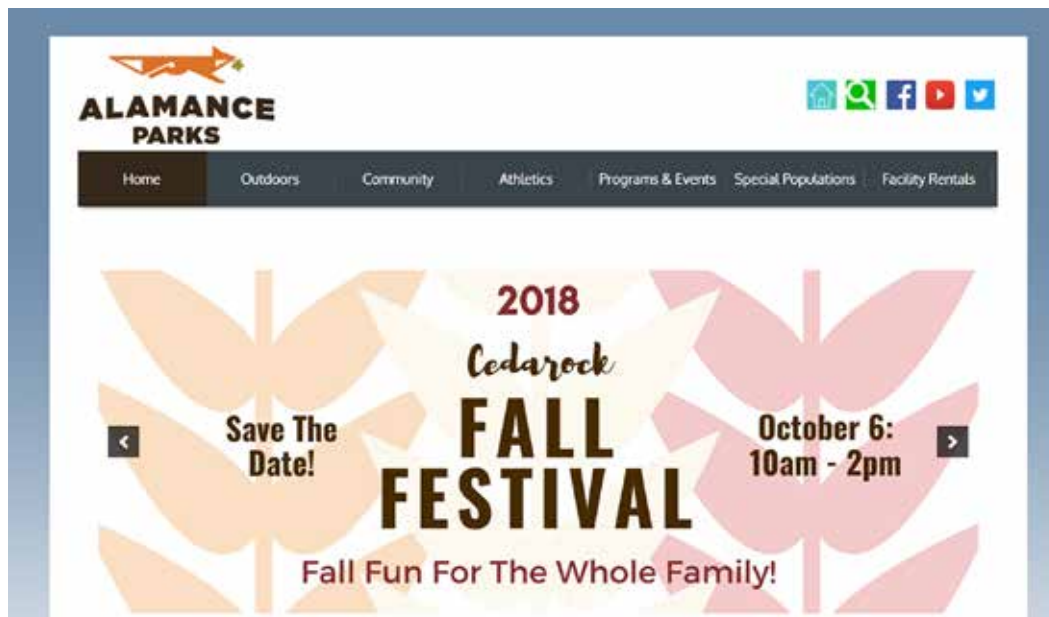 ALAMANCE
PARKS
Home Outdoors Community Athletics Programs & Events Special Populations Facility Rentals
2018
Cedarock
FALL
FESTIVAL
Save The
Date!
October 6:
10am - 2pm
Fall Fun For The Whole Family!